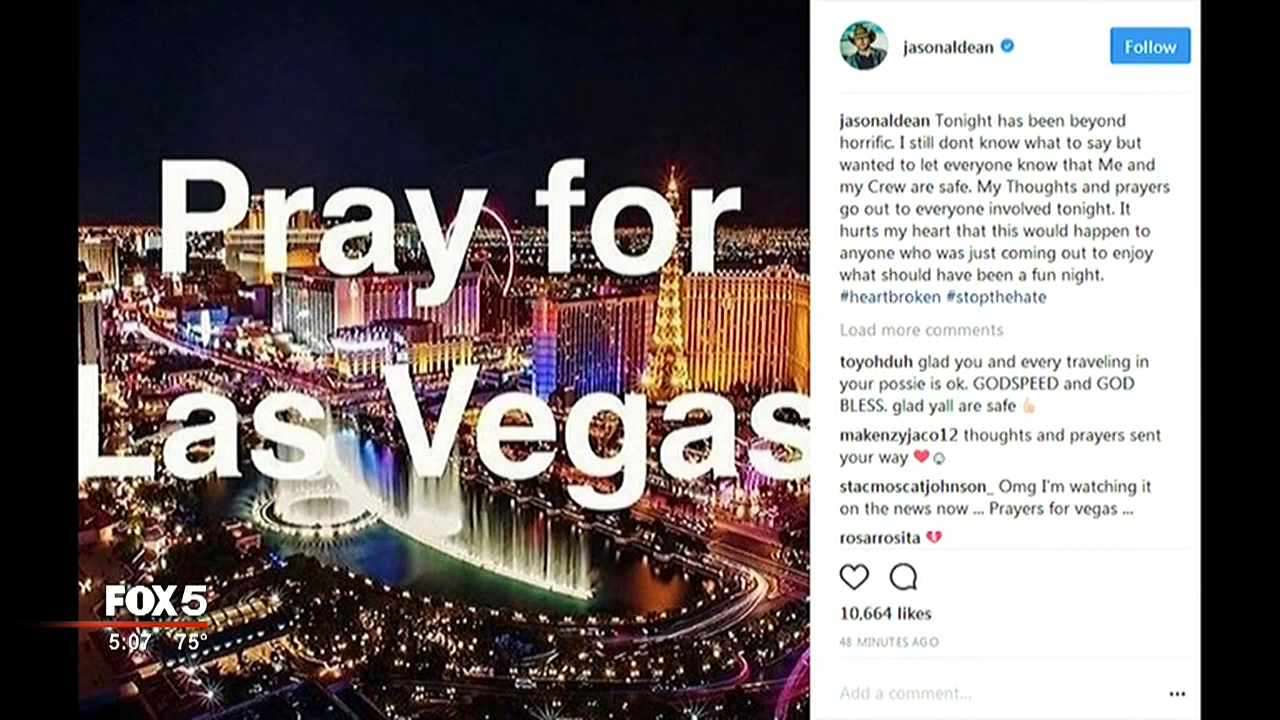 Pray for
Las Vegas
FOX 5
5:07 75°
jasonaldean
Follow
jasonaldean Tonight has been beyond
horrific. I still dont know what to say but
wanted to let everyone know that Me and
my Crew are safe. My Thoughts and prayers
go out to everyone involved tonight. It
hurts my heart that this would happen to
anyone who was just coming out to enjoy
what should have been a fun night.
#heartbroken #stopthehate
Load more comments
toyohduh glad you and every traveling in
your possie is ok. GODSPEED and GOD
BLESS. glad yall are safe 👍🏻
makenzyjaco12 thoughts and prayers sent
your way ❤️☺
stacmoscatjohnson_ Omg I'm watching it
on the news now ... Prayers for vegas ...
rosarrosita 💔
10,664 likes
48 MINUTES AGO
Add a comment...